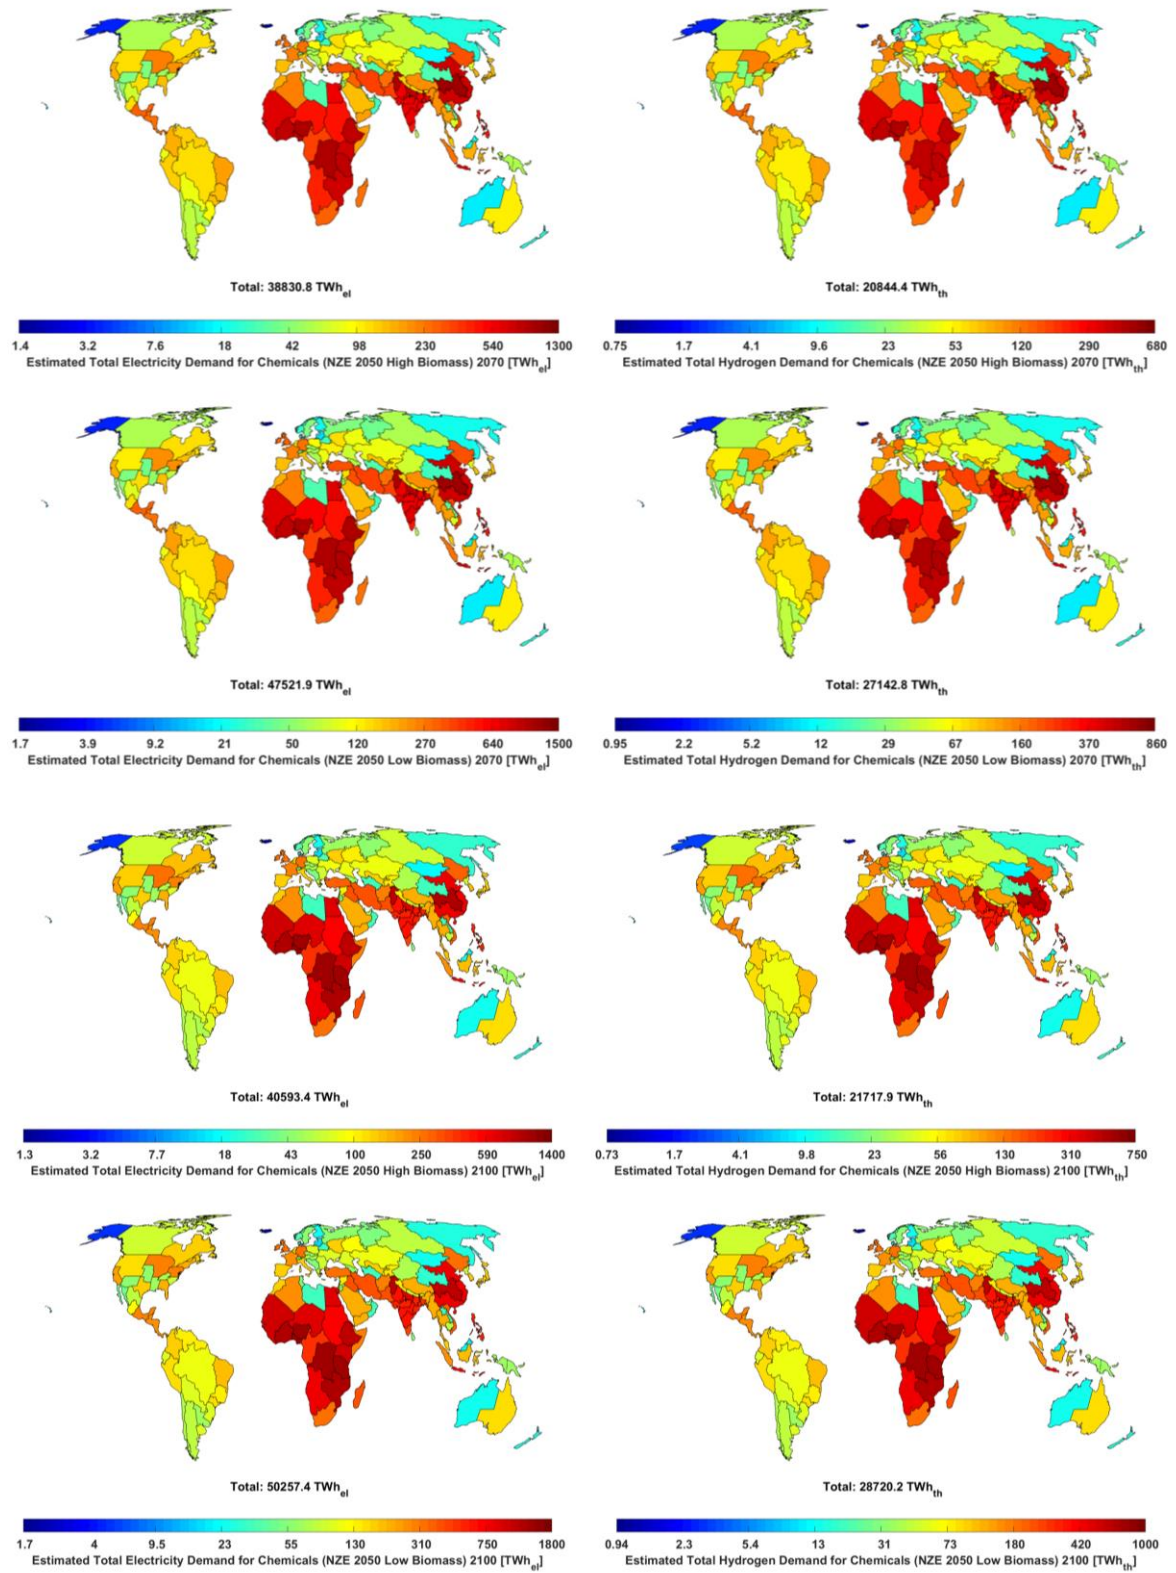 Total: 38830.8 TWhel
1.4 3.2 7.6 18 42 98 230 540 1300
Estimated Total Electricity Demand for Chemicals (NZE 2050 High Biomass) 2070 [TWhel]
Total: 20844.4 TWhth
0.75 1.7 4.1 9.6 23 53 120 290 680
Estimated Total Hydrogen Demand for Chemicals (NZE 2050 High Biomass) 2070 [TWhth]
Total: 47521.9 TWhel
1.7 3.9 9.2 21 50 120 270 640 1500
Estimated Total Electricity Demand for Chemicals (NZE 2050 Low Biomass) 2070 [TWhel]
Total: 27142.8 TWhth
0.95 2.2 5.2 12 29 67 160 370 860
Estimated Total Hydrogen Demand for Chemicals (NZE 2050 Low Biomass) 2070 [TWhth]
Total: 40593.4 TWhel
1.3 3.2 7.7 18 43 100 250 590 1400
Estimated Total Electricity Demand for Chemicals (NZE 2050 High Biomass) 2100 [TWhel]
Total: 21717.9 TWhth
0.73 1.7 4.1 9.8 23 56 130 310 750
Estimated Total Hydrogen Demand for Chemicals (NZE 2050 High Biomass) 2100 [TWhth]
Total: 50257.4 TWhel
1.7 4 9.5 23 55 130 310 750 1800
Estimated Total Electricity Demand for Chemicals (NZE 2050 Low Biomass) 2100 [TWhel]
Total: 28720.2 TWhth
0.94 2.3 5.4 13 31 73 180 420 1000
Estimated Total Hydrogen Demand for Chemicals (NZE 2050 Low Biomass) 2100 [TWhth]